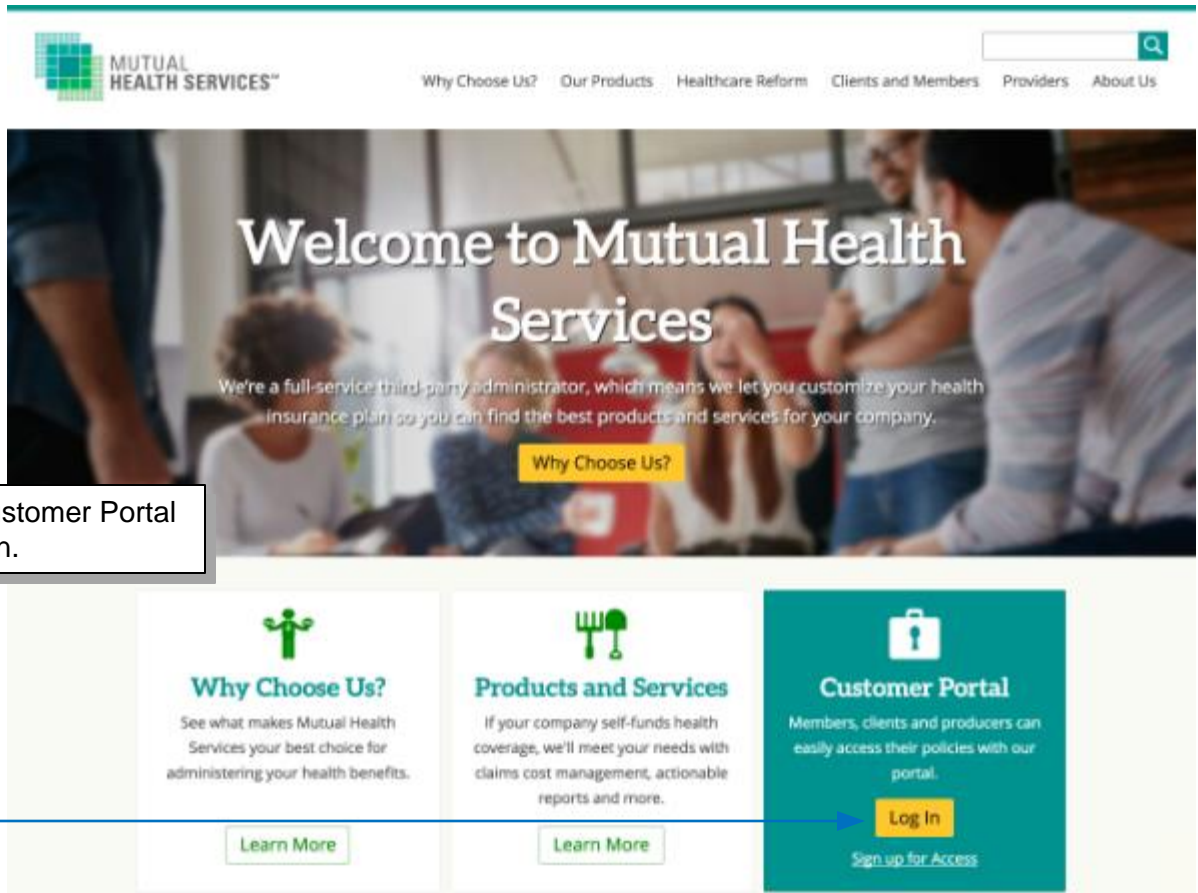 MUTUAL
HEALTH SERVICES™
Why Choose Us? Our Products Healthcare Reform Clients and Members Providers About Us
Welcome to Mutual Health
Services
We're a full-service third-party administrator, which means we let you customize your health
insurance plan so you can find the best products and services for your company.
Why Choose Us?
stomer Portal
n.
Why Choose Us?
See what makes Mutual Health
Services your best choice for
administering your health benefits.
Learn More
Products and Services
If your company self-funds health
coverage, we'll meet your needs with
claims cost management, actionable
reports and more.
Learn More
Customer Portal
Members, clients and producers can
easily access their policies with our
portal.
Log In
Sign up for Access